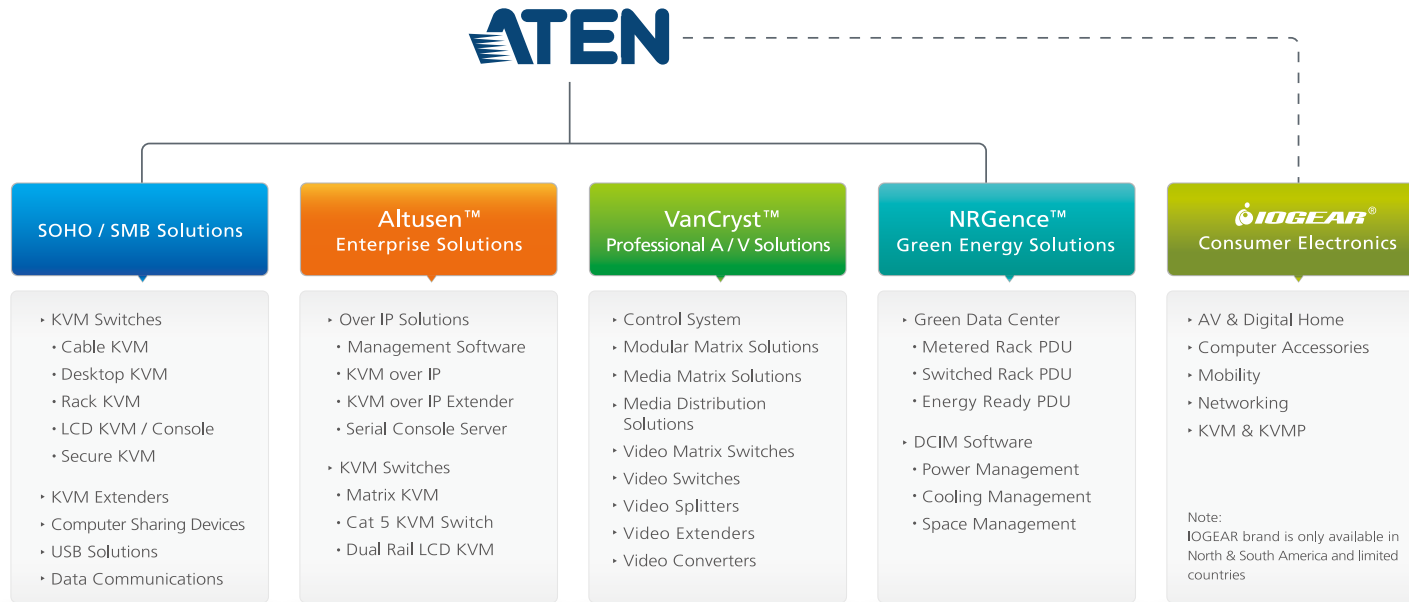 ATEN
SOHO / SMB Solutions
‣ KVM Switches
• Cable KVM
• Desktop KVM
• Rack KVM
• LCD KVM / Console
• Secure KVM
‣ KVM Extenders
‣ Computer Sharing Devices
‣ USB Solutions
‣ Data Communications
Altusen™
Enterprise Solutions
‣ Over IP Solutions
• Management Software
• KVM over IP
• KVM over IP Extender
• Serial Console Server
‣ KVM Switches
• Matrix KVM
• Cat 5 KVM Switch
• Dual Rail LCD KVM
VanCryst™
Professional A / V Solutions
‣ Control System
‣ Modular Matrix Solutions
‣ Media Matrix Solutions
‣ Media Distribution
Solutions
‣ Video Matrix Switches
‣ Video Switches
‣ Video Splitters
‣ Video Extenders
‣ Video Converters
NRGence™
Green Energy Solutions
‣ Green Data Center
• Metered Rack PDU
• Switched Rack PDU
• Energy Ready PDU
‣ DCIM Software
• Power Management
• Cooling Management
• Space Management
IOGEAR®
Consumer Electronics
‣ AV & Digital Home
‣ Computer Accessories
‣ Mobility
‣ Networking
‣ KVM & KVMP
Note:
IOGEAR brand is only available in
North & South America and limited
countries